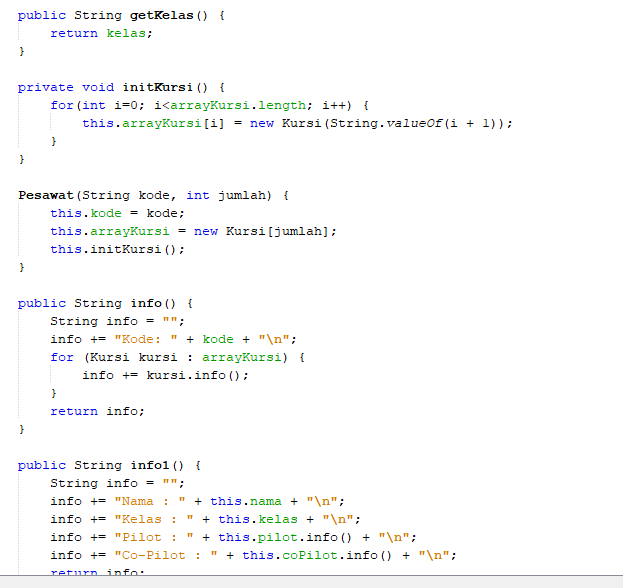 public String getKelas() {
    return kelas;
}
private void initKursi() {
    for(int i=0; i<arrayKursi.length; i++) {
        this.arrayKursi[i] = new Kursi(String.valueOf(i + 1));
    }
}
Pesawat(String kode, int jumlah) {
    this.kode = kode;
    this.arrayKursi = new Kursi[jumlah];
    this.initKursi();
}
public String info() {
    String info = "";
    info += "Kode: " + kode + "\n";
    for (Kursi kursi : arrayKursi) {
        info += kursi.info();
    }
    return info;
}
public String info1() {
    String info = "";
    info += "Nama : " + this.nama + "\n";
    info += "Kelas : " + this.kelas + "\n";
    info += "Pilot : " + this.pilot.info() + "\n";
    info += "Co-Pilot : " + this.coPilot.info() + "\n";
    return info;